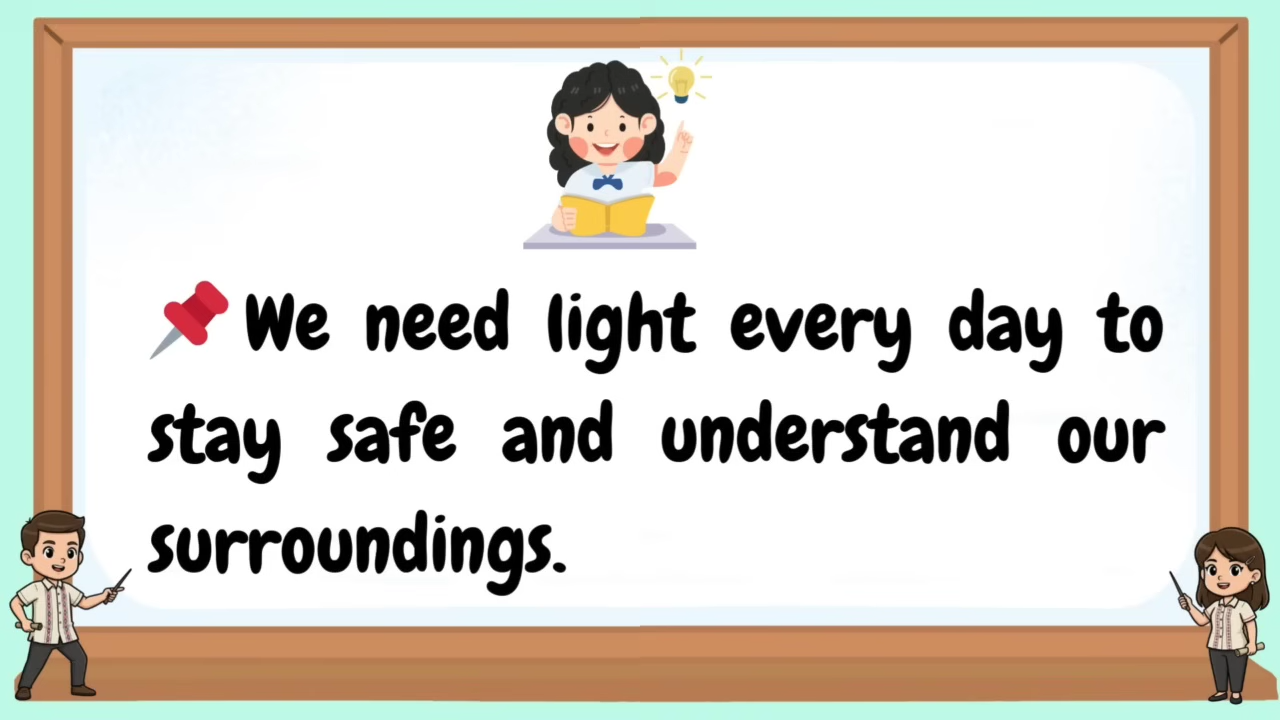 We need light every day to
stay safe and understand our
surroundings.